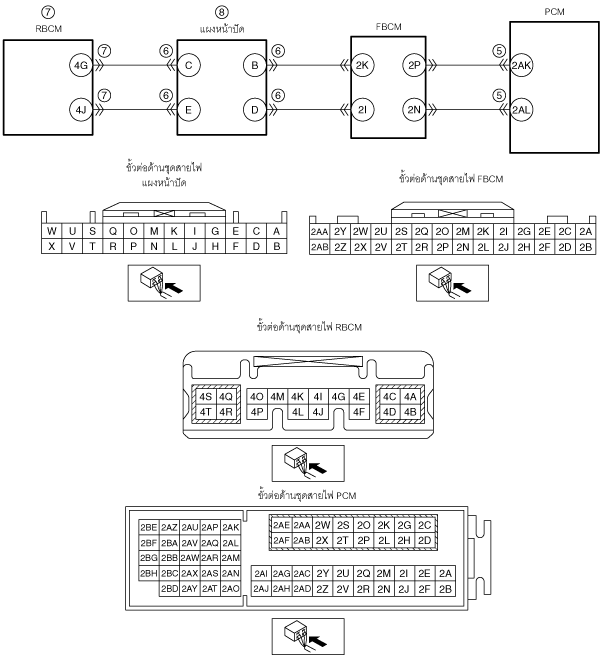 ⑦ ⑧
RBCM แผงหน้าปัด FBCM PCM
4G ⑦ ⑥ C B ⑥ 2K 2P ⑤ 2AK
4J ⑦ ⑥ E D ⑥ 2I 2N ⑤ 2AL
ขั้วต่อด้านชุดสายไฟ
แผงหน้าปัด
W U S Q O M K I G E C A
X V T R P N L J H F D B
ขั้วต่อด้านชุดสายไฟ FBCM
2AA 2Y 2W 2U 2S 2Q 2O 2M 2K 2I 2G 2E 2C 2A
2AB 2Z 2X 2V 2T 2R 2P 2N 2L 2J 2H 2F 2D 2B
ขั้วต่อด้านชุดสายไฟ RBCM
4S 4Q 4O 4M 4K 4I 4G 4E 4C 4A
4T 4R 4P 4L 4J 4F 4D 4B
ขั้วต่อด้านชุดสายไฟ PCM
2BE 2AZ 2AU 2AP 2AK
2BF 2BA 2AV 2AQ 2AL
2BG 2BB 2AW 2AR 2AM
2BH 2BC 2AX 2AS 2AN
2BD 2AY 2AT 2AO
2AE 2AA 2W 2S 2O 2K 2G 2C
2AF 2AB 2X 2T 2P 2L 2H 2D
2AI 2AG 2AC 2Y 2U 2Q 2M 2I 2E 2A
2AJ 2AH 2AD 2Z 2V 2R 2N 2J 2F 2B